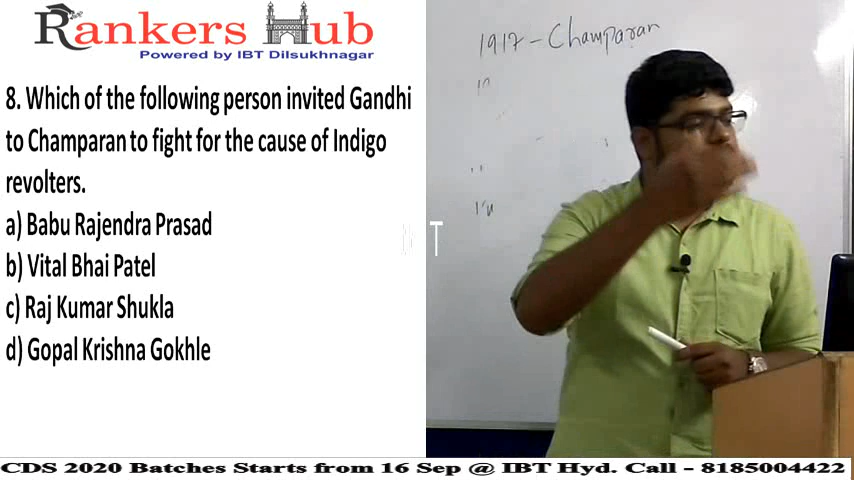 Rankers Hub
Powered by IBT Dilsukhnagar
8. Which of the following person invited Gandhi
to Champaran to fight for the cause of Indigo
revolters.
a) Babu Rajendra Prasad
b) Vital Bhai Patel
c) Raj Kumar Shukla
d) Gopal Krishna Gokhle
1917 - Champaran
CDS 2020 Batches Starts from 16 Sep @ IBT Hyd. Call - 8185004422